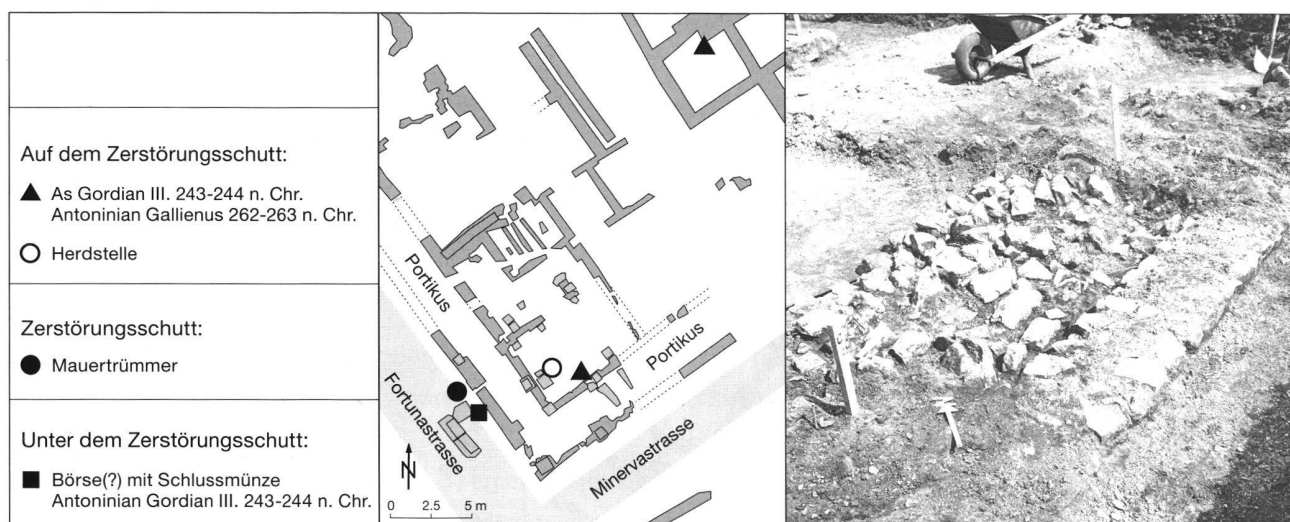 Auf dem Zerstörungsschutt:
As Gordian III. 243-244 n. Chr.
Antoninian Gallienus 262-263 n. Chr.
Herdstelle
Zerstörungsschutt:
Mauertrümmer
Unter dem Zerstörungsschutt:
Börse(?) mit Schlussmünze
Antoninian Gordian III. 243-244 n. Chr.
Portikus
Portikus
Fortunastrasse
Minervastrasse
N
0 2.5 5 m